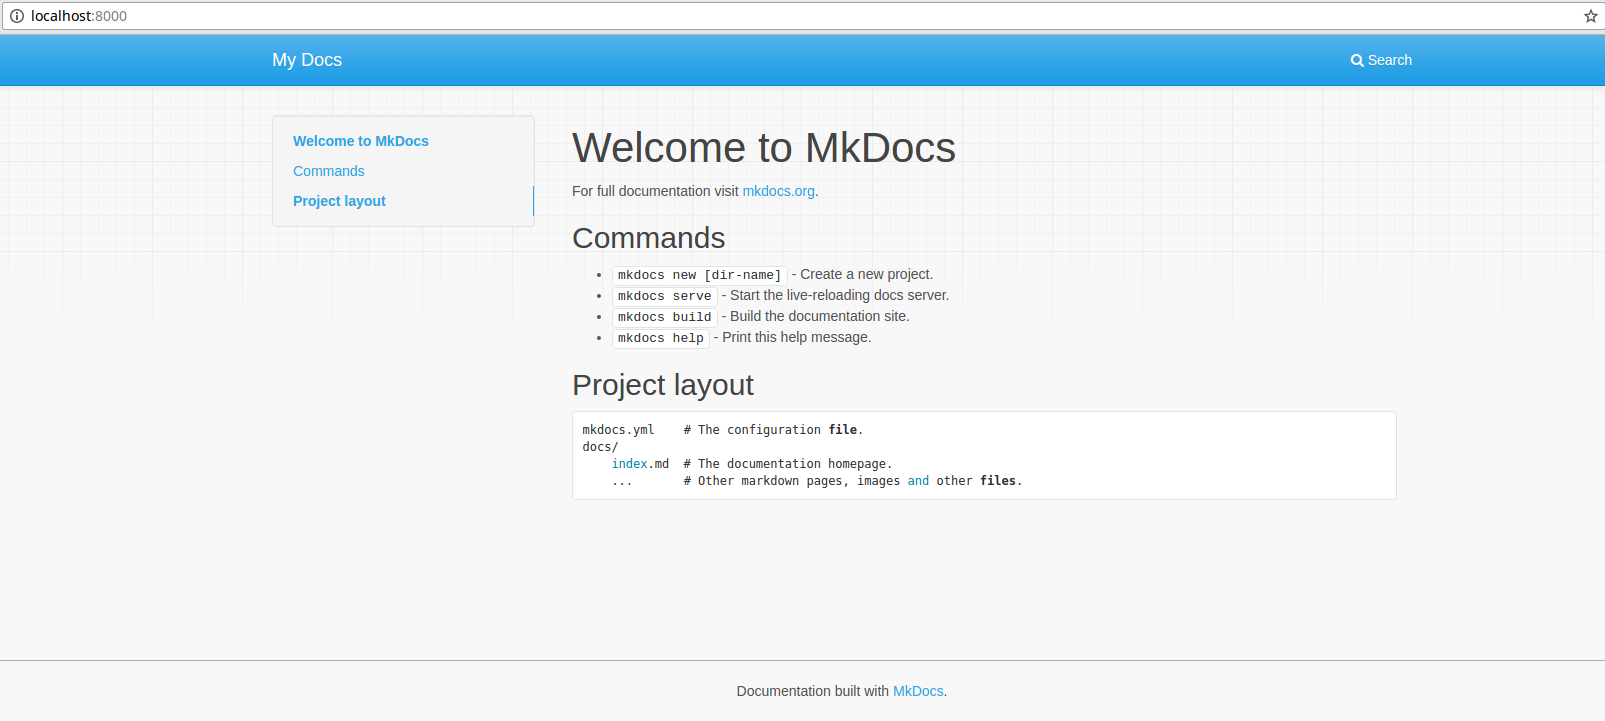 localhost:8000
My Docs
Search
Welcome to MkDocs
Commands
Project layout
Welcome to MkDocs
For full documentation visit mkdocs.org.
Commands
mkdocs new [dir-name] - Create a new project.
mkdocs serve - Start the live-reloading docs server.
mkdocs build - Build the documentation site.
mkdocs help - Print this help message.
Project layout
mkdocs.yml    # The configuration file.
docs/
    index.md  # The documentation homepage.
    ...       # Other markdown pages, images and other files.
Documentation built with MkDocs.